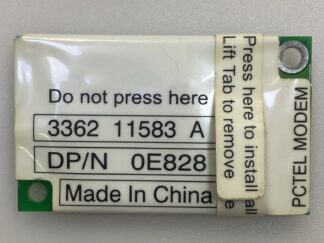 Do not press here
3362 11583 A
DP/N 0E828
Made In China
Press here to install
Lift Tab to remove
PCTEL MODEM